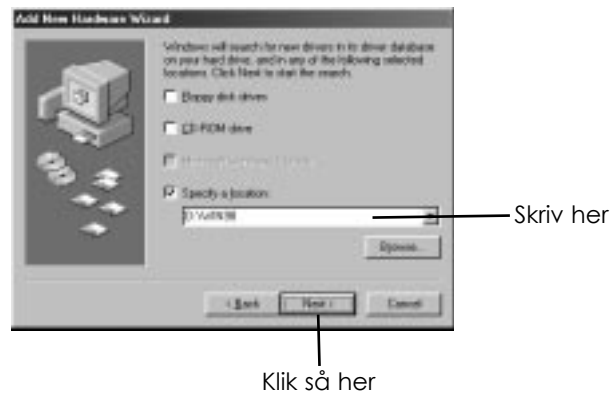 Add New Hardware Wizard
Windows will search for new drivers in its driver database
on your hard drive, and in any of the following selected
locations. Click Next to start the search.
Floppy disk drives
CD-ROM drive
Specify a location:
D:\WIN98
Skriv her
Browse...
< Back
Next >
Cancel
Klik så her